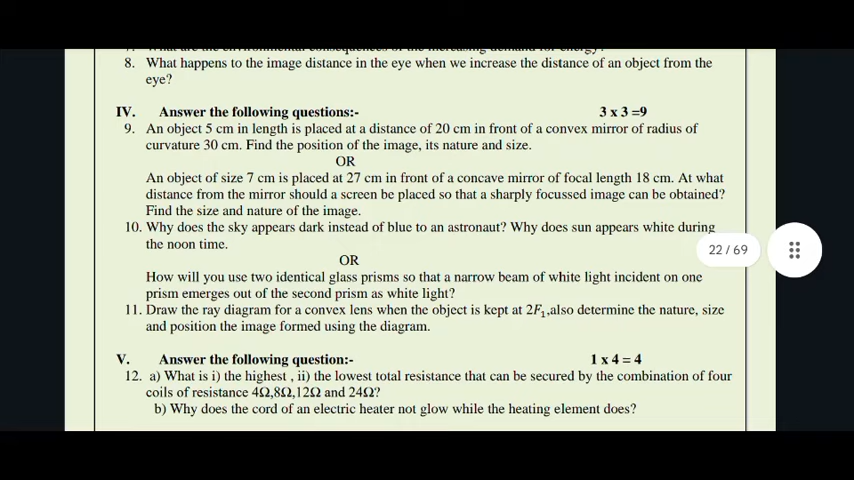 7. What are the environmental consequences of the increasing demand for energy?
8. What happens to the image distance in the eye when we increase the distance of an object from the
eye?
IV. Answer the following questions:- 3 x 3 =9
9. An object 5 cm in length is placed at a distance of 20 cm in front of a convex mirror of radius of
curvature 30 cm. Find the position of the image, its nature and size.
OR
An object of size 7 cm is placed at 27 cm in front of a concave mirror of focal length 18 cm. At what
distance from the mirror should a screen be placed so that a sharply focussed image can be obtained?
Find the size and nature of the image.
10. Why does the sky appears dark instead of blue to an astronaut? Why does sun appears white during
the noon time.
22 / 69
OR
How will you use two identical glass prisms so that a narrow beam of white light incident on one
prism emerges out of the second prism as white light?
11. Draw the ray diagram for a convex lens when the object is kept at 2F₁,also determine the nature, size
and position the image formed using the diagram.
V. Answer the following question:- 1 x 4 = 4
12. a) What is i) the highest , ii) the lowest total resistance that can be secured by the combination of four
coils of resistance 4Ω,8Ω,12Ω and 24Ω?
b) Why does the cord of an electric heater not glow while the heating element does?